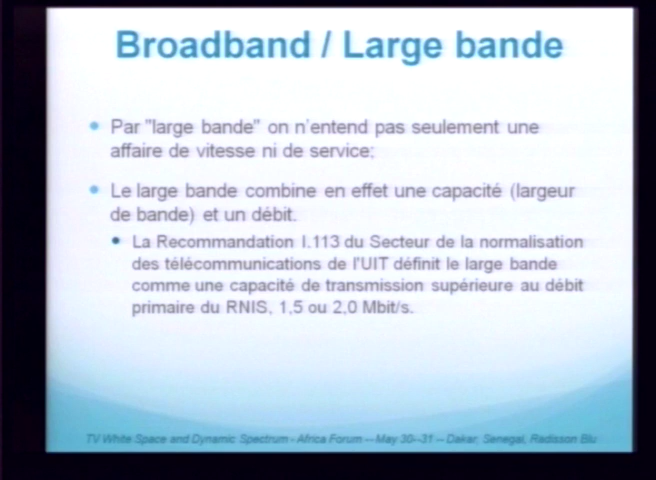 Broadband / Large bande
Par "large bande" on n'entend pas seulement une
affaire de vitesse ni de service;
Le large bande combine en effet une capacité (largeur
de bande) et un débit.
La Recommandation I.113 du Secteur de la normalisation
des télécommunications de l'UIT définit le large bande
comme une capacité de transmission supérieure au débit
primaire du RNIS, 1,5 ou 2,0 Mbit/s.
TV White Space and Dynamic Spectrum - Africa Forum -- May 30--31 -- Dakar, Senegal, Radisson Blu